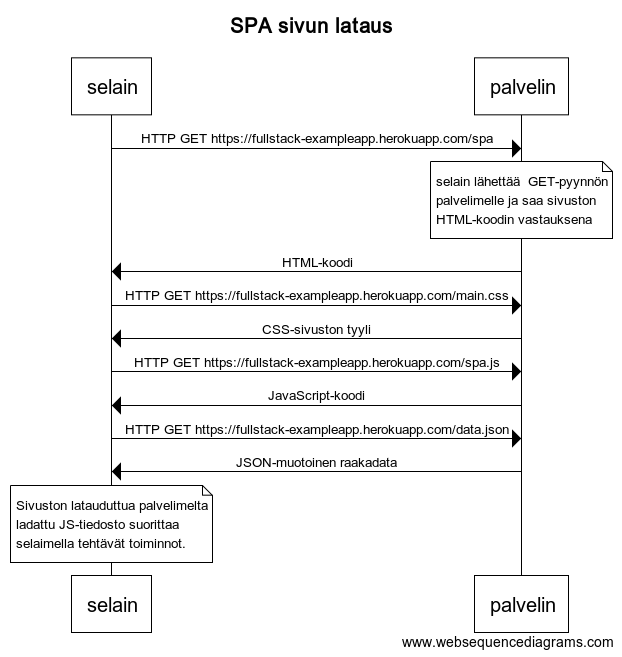 SPA sivun lataus
selain
palvelin
HTTP GET https://fullstack-exampleapp.herokuapp.com/spa
selain lähettää  GET-pyynnön
palvelimelle ja saa sivuston
HTML-koodin vastauksena
HTML-koodi
HTTP GET https://fullstack-exampleapp.herokuapp.com/main.css
CSS-sivuston tyyli
HTTP GET https://fullstack-exampleapp.herokuapp.com/spa.js
JavaScript-koodi
HTTP GET https://fullstack-exampleapp.herokuapp.com/data.json
JSON-muotoinen raakadata
Sivuston latauduttua palvelimelta
ladattu JS-tiedosto suorittaa
selaimella tehtävät toiminnot.
selain
palvelin
www.websequencediagrams.com